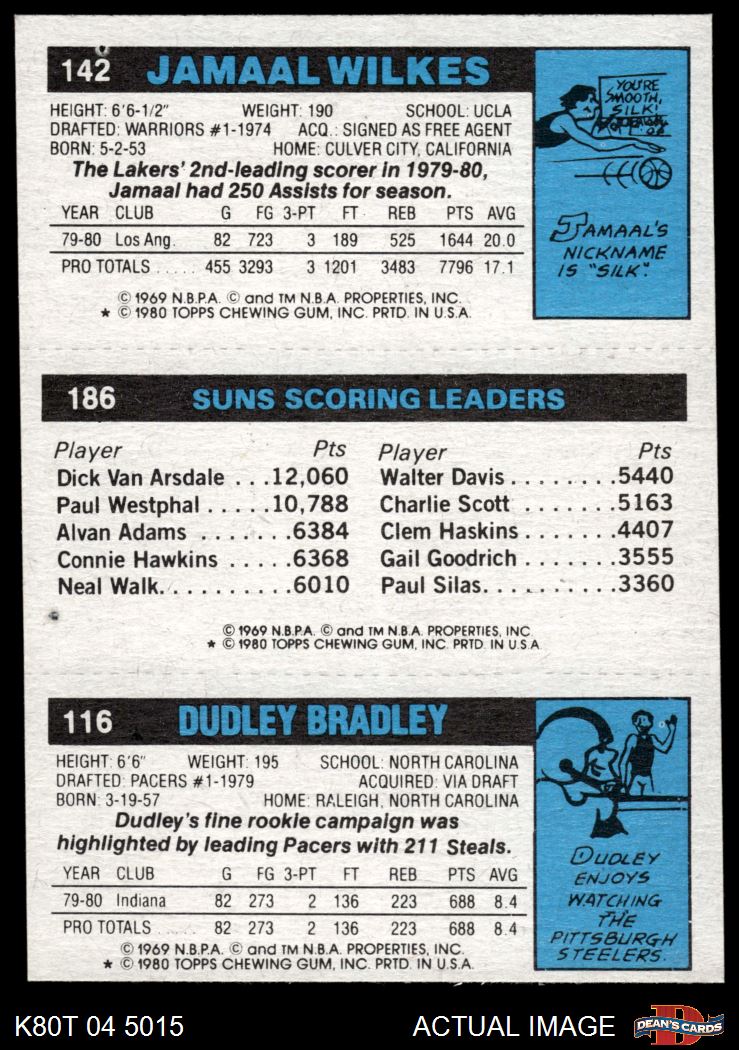 142 JAMAAL WILKES
HEIGHT: 6'6-1/2" WEIGHT: 190 SCHOOL: UCLA
DRAFTED: WARRIORS #1-1974 ACQ.: SIGNED AS FREE AGENT
BORN: 5-2-53 HOME: CULVER CITY, CALIFORNIA
The Lakers' 2nd-leading scorer in 1979-80,
Jamaal had 250 Assists for season.
YEAR CLUB G FG 3-PT FT REB PTS AVG
79-80 Los Ang. 82 723 3 189 525 1644 20.0
PRO TOTALS ..... 455 3293 3 1201 3483 7796 17.1
© 1969 N.B.P.A. © and TM N.B.A. PROPERTIES, INC.
★ © 1980 TOPPS CHEWING GUM, INC. PRTD. IN U.S.A.
YOU'RE
SMOOTH,
SILK!
JAMAAL'S
NICKNAME
IS "SILK".
186 SUNS SCORING LEADERS
Player Pts Player Pts
Dick Van Arsdale ...12,060 Walter Davis ........5440
Paul Westphal .....10,788 Charlie Scott .......5163
Alvan Adams .......6384 Clem Haskins .......4407
Connie Hawkins .....6368 Gail Goodrich .......3555
Neal Walk..........6010 Paul Silas..........3360
© 1969 N.B.P.A. © and TM N.B.A. PROPERTIES, INC.
★ © 1980 TOPPS CHEWING GUM, INC. PRTD. IN U.S.A.
116 DUDLEY BRADLEY
HEIGHT: 6'6" WEIGHT: 195 SCHOOL: NORTH CAROLINA
DRAFTED: PACERS #1-1979 ACQUIRED: VIA DRAFT
BORN: 3-19-57 HOME: RALEIGH, NORTH CAROLINA
Dudley's fine rookie campaign was
highlighted by leading Pacers with 211 Steals.
YEAR CLUB G FG 3-PT FT REB PTS AVG
79-80 Indiana 82 273 2 136 223 688 8.4
PRO TOTALS ..... 82 273 2 136 223 688 8.4
© 1969 N.B.P.A. © and TM N.B.A. PROPERTIES, INC.
★ © 1980 TOPPS CHEWING GUM, INC. PRTD. IN U.S.A.
DUDLEY
ENJOYS
WATCHING
THE
PITTSBURGH
STEELERS.
K80T 04 5015 ACTUAL IMAGE DEAN'S CARDS